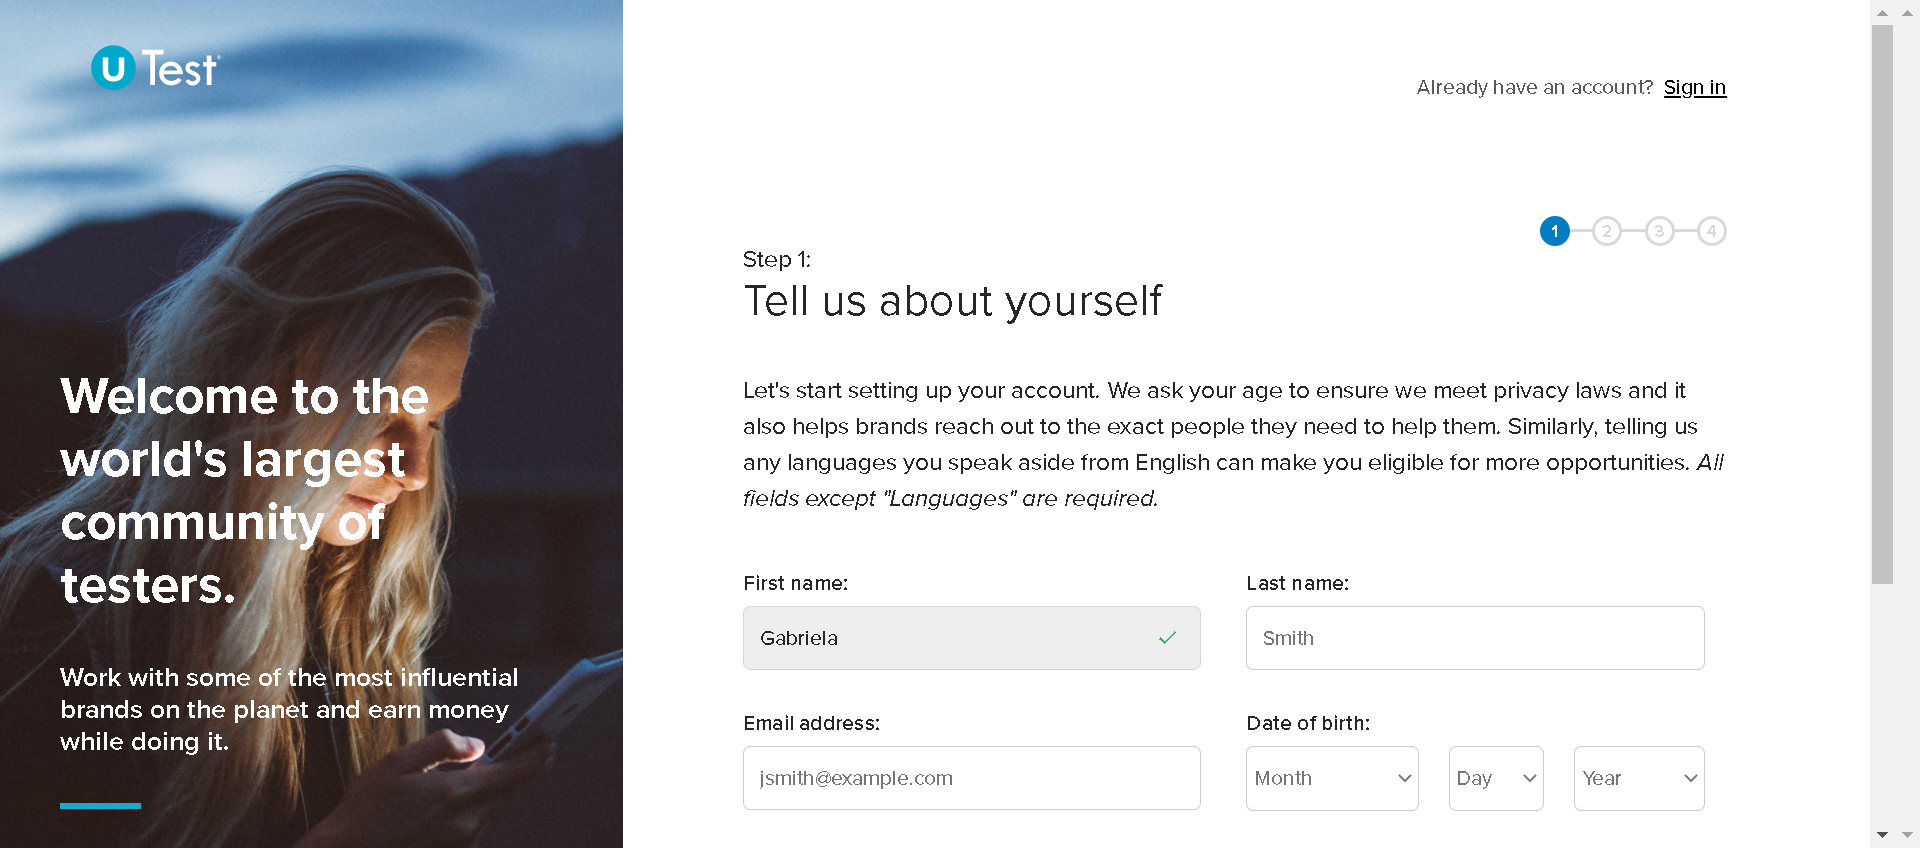 u Test
Already have an account? Sign in
1 2 3 4
Step 1:
Tell us about yourself
Welcome to the
world's largest
community of
testers.
Work with some of the most influential
brands on the planet and earn money
while doing it.
Let's start setting up your account. We ask your age to ensure we meet privacy laws and it
also helps brands reach out to the exact people they need to help them. Similarly, telling us
any languages you speak aside from English can make you eligible for more opportunities. All
fields except "Languages" are required.
First name:
Last name:
Gabriela
Smith
Email address:
Date of birth:
jsmith@example.com
Month
Day
Year